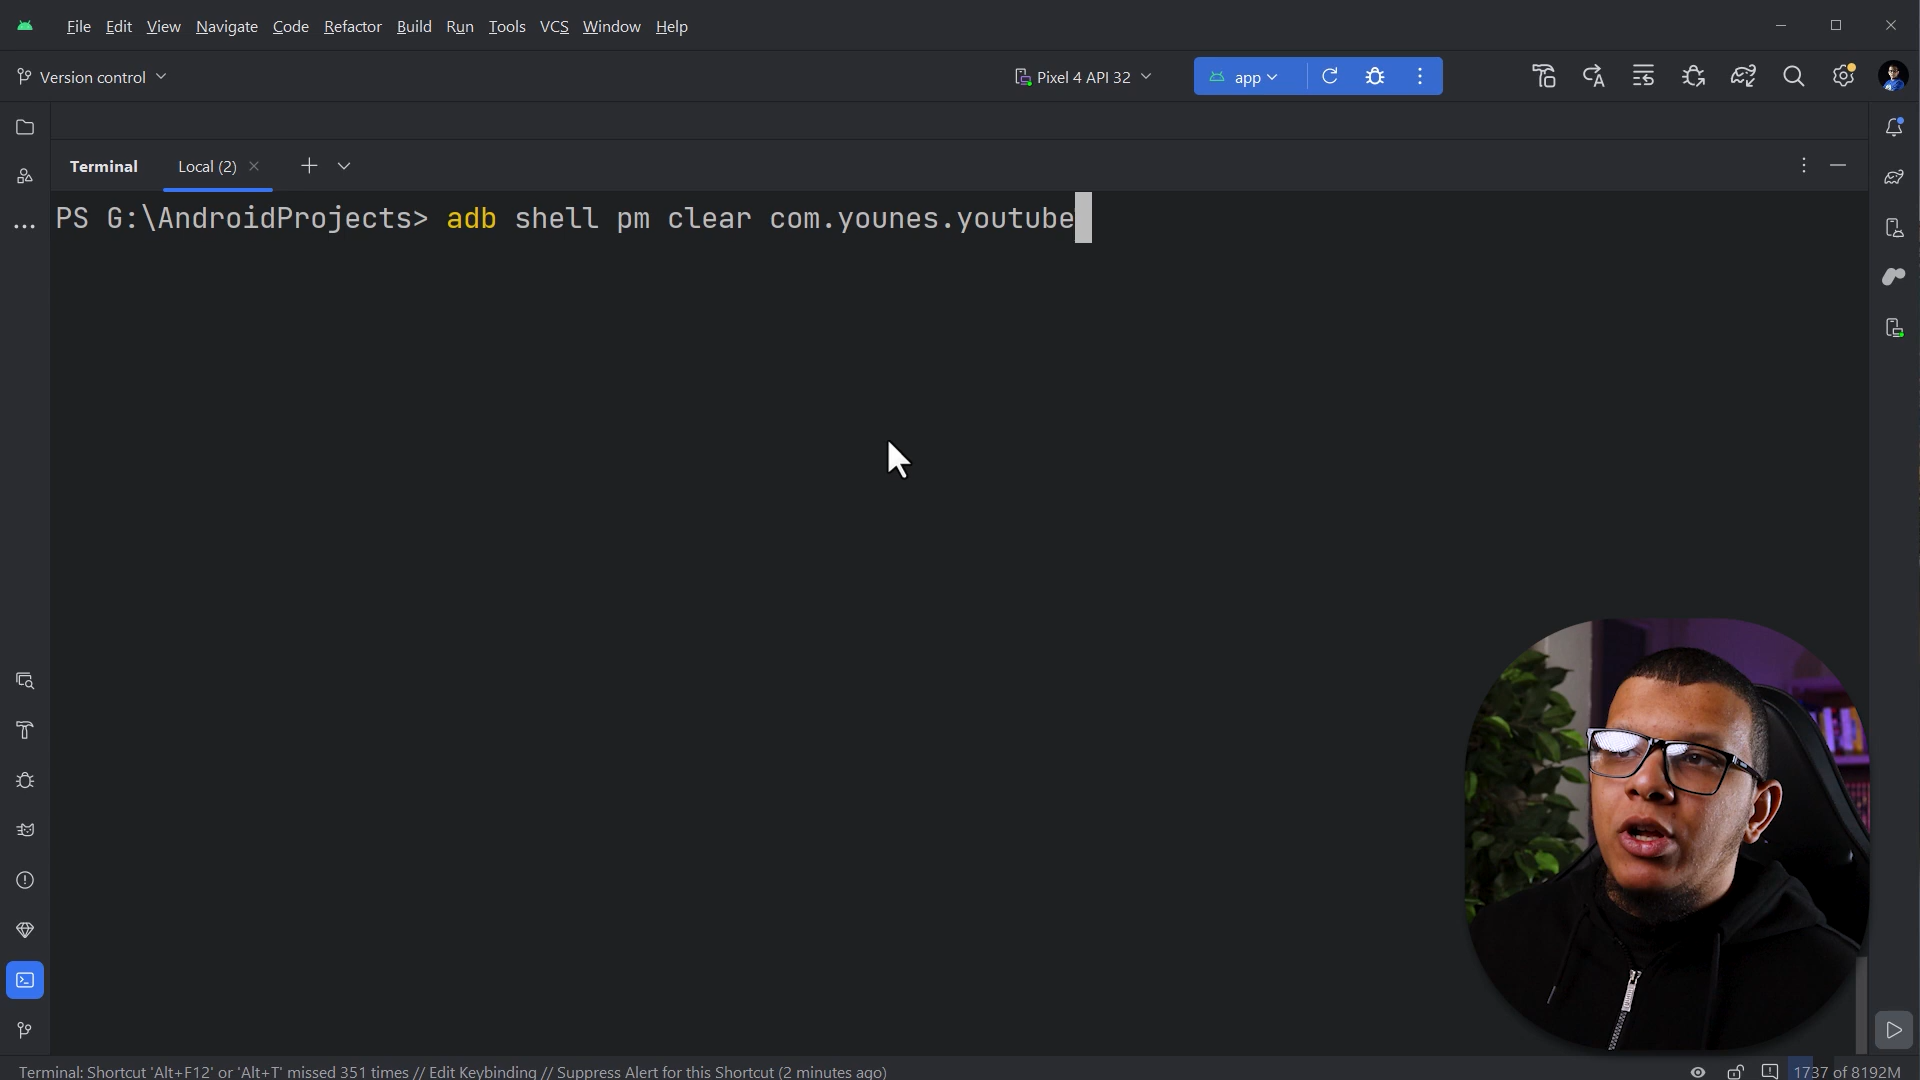 File Edit View Navigate Code Refactor Build Run Tools VCS Window Help
Version control
Pixel 4 API 32
app
Terminal
Local (2)
PS G:\AndroidProjects> adb shell pm clear com.younes.youtube
Terminal: Shortcut 'Alt+F12' or 'Alt+T' missed 351 times // Edit Keybinding // Suppress Alert for this Shortcut (2 minutes ago)
1737 of 8192M